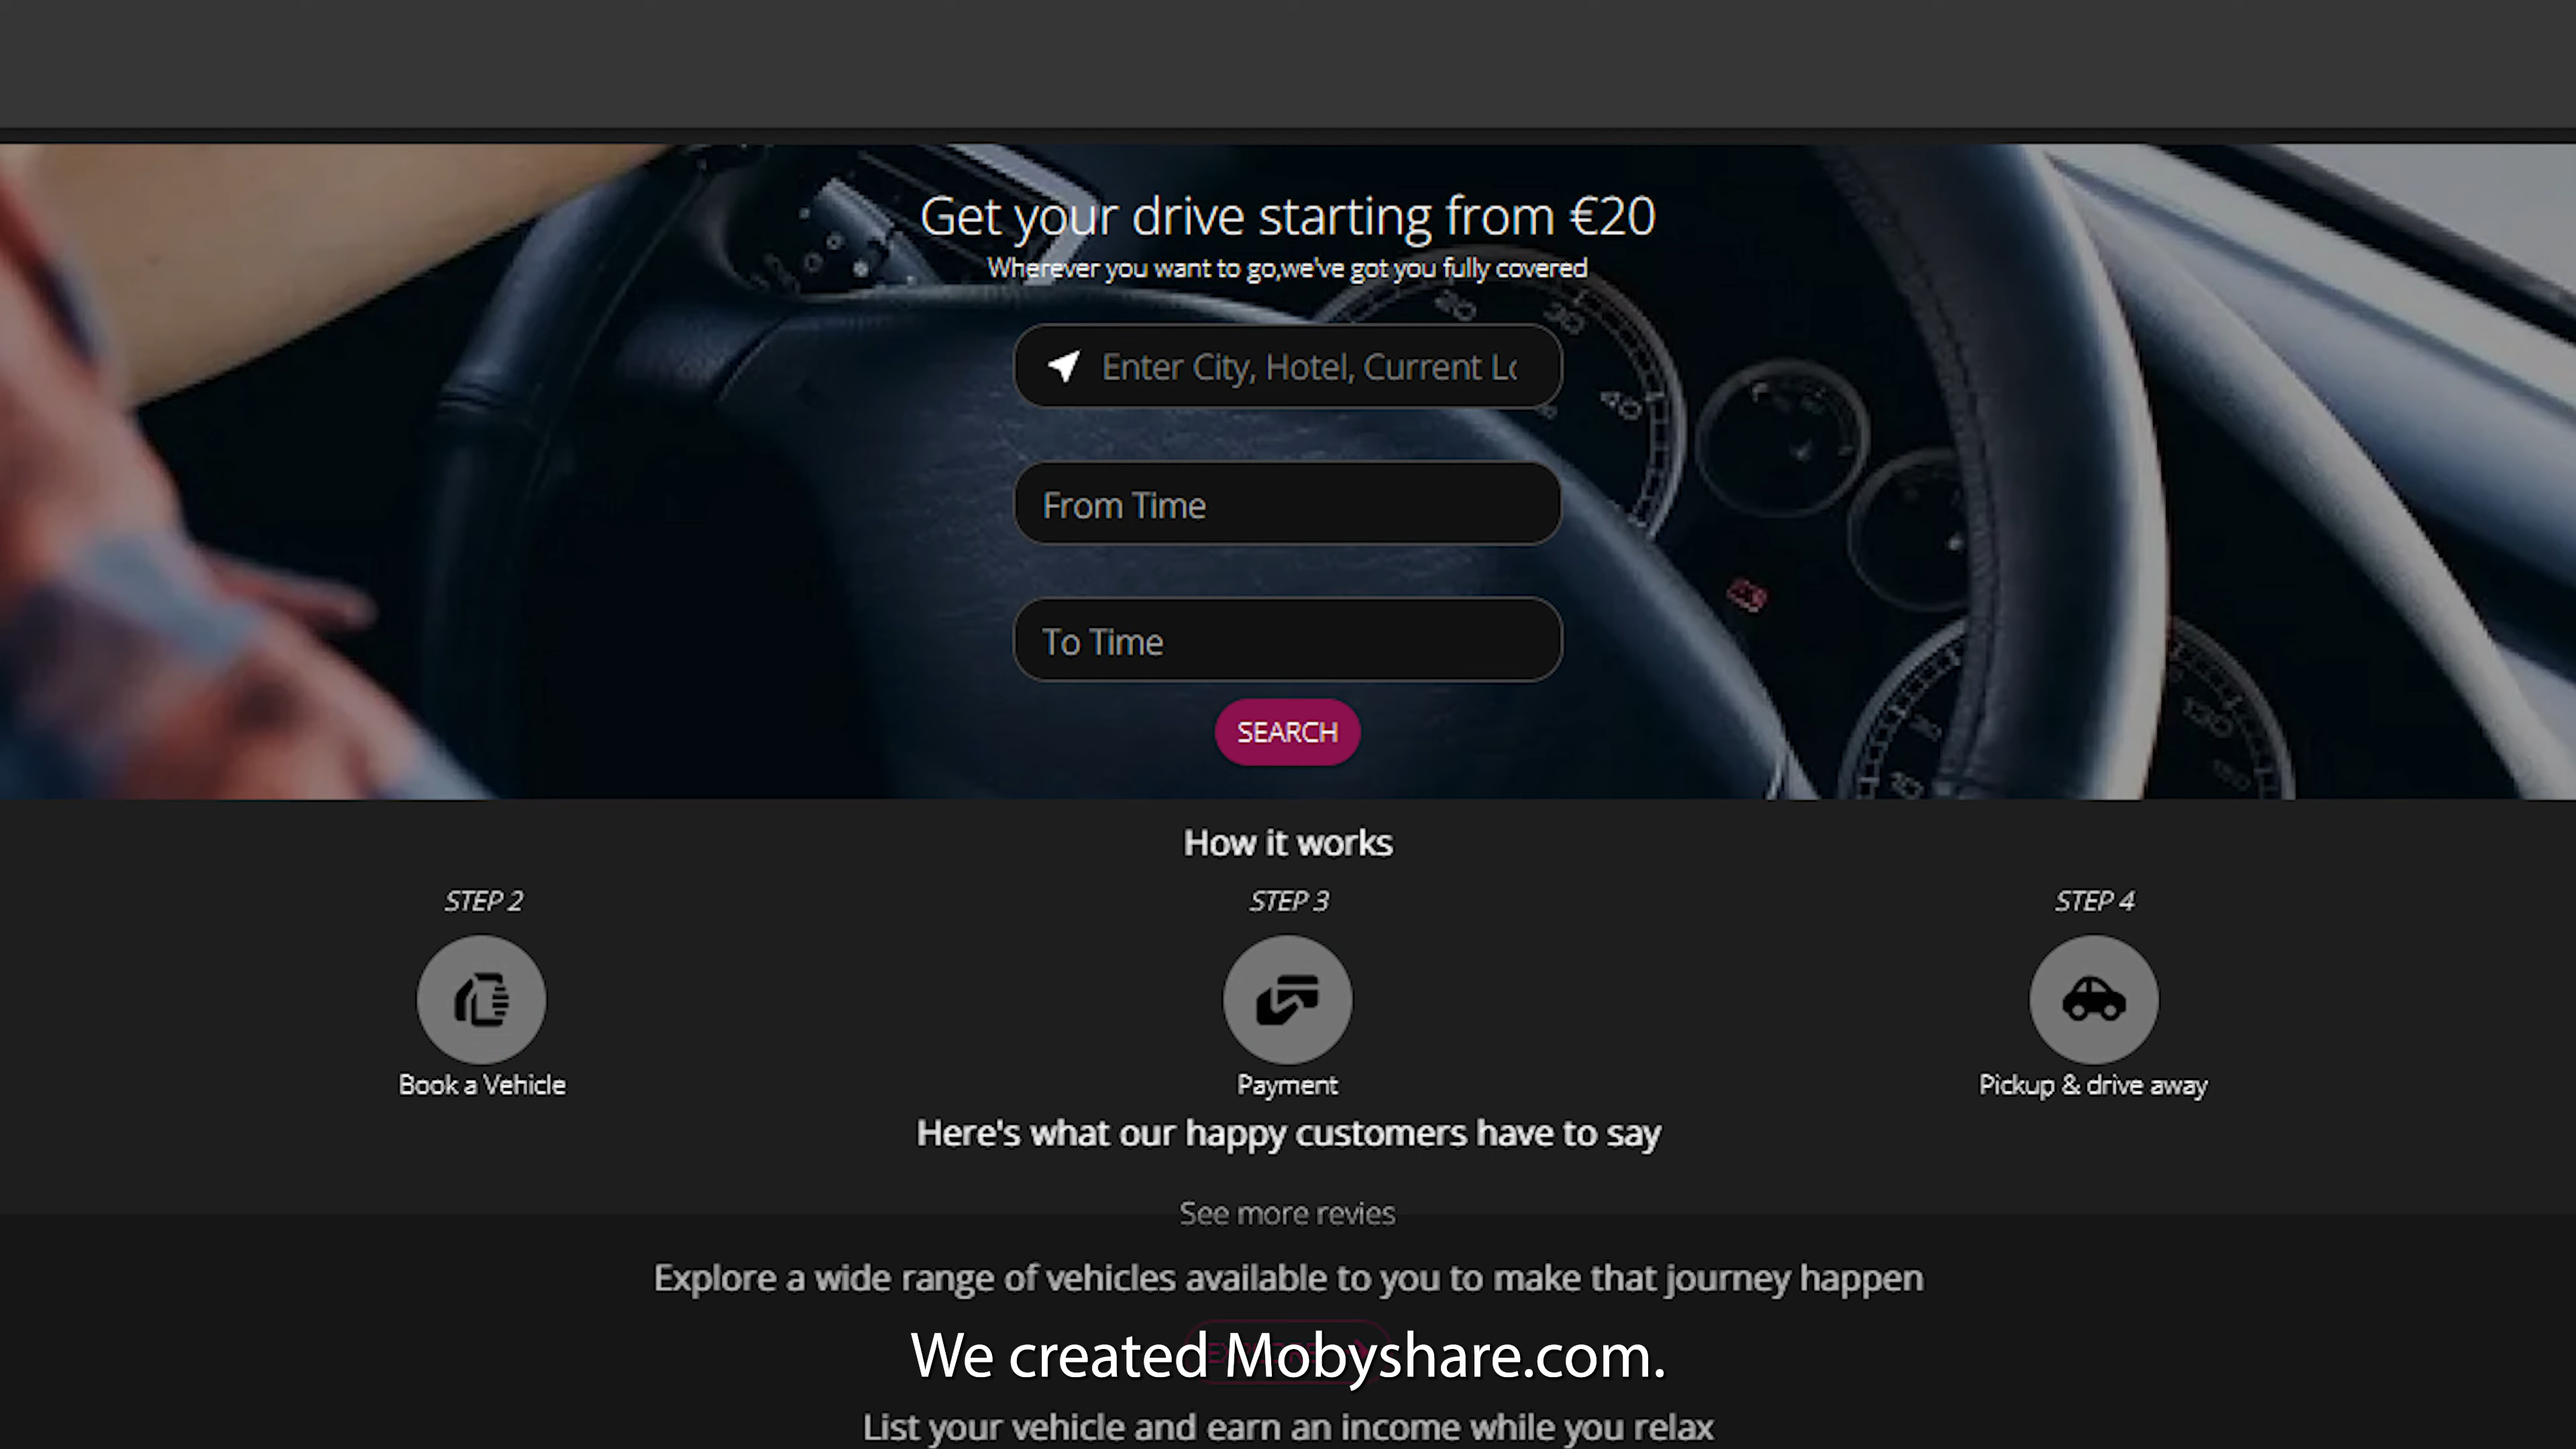 Get your drive starting from €20
Wherever you want to go,we've got you fully covered
Enter City, Hotel, Current Lo
From Time
To Time
SEARCH
How it works
STEP 2
STEP 3
STEP 4
Book a Vehicle
Payment
Pickup & drive away
Here's what our happy customers have to say
See more revies
Explore a wide range of vehicles available to you to make that journey happen
We created Mobyshare.com.
List your vehicle and earn an income while you relax